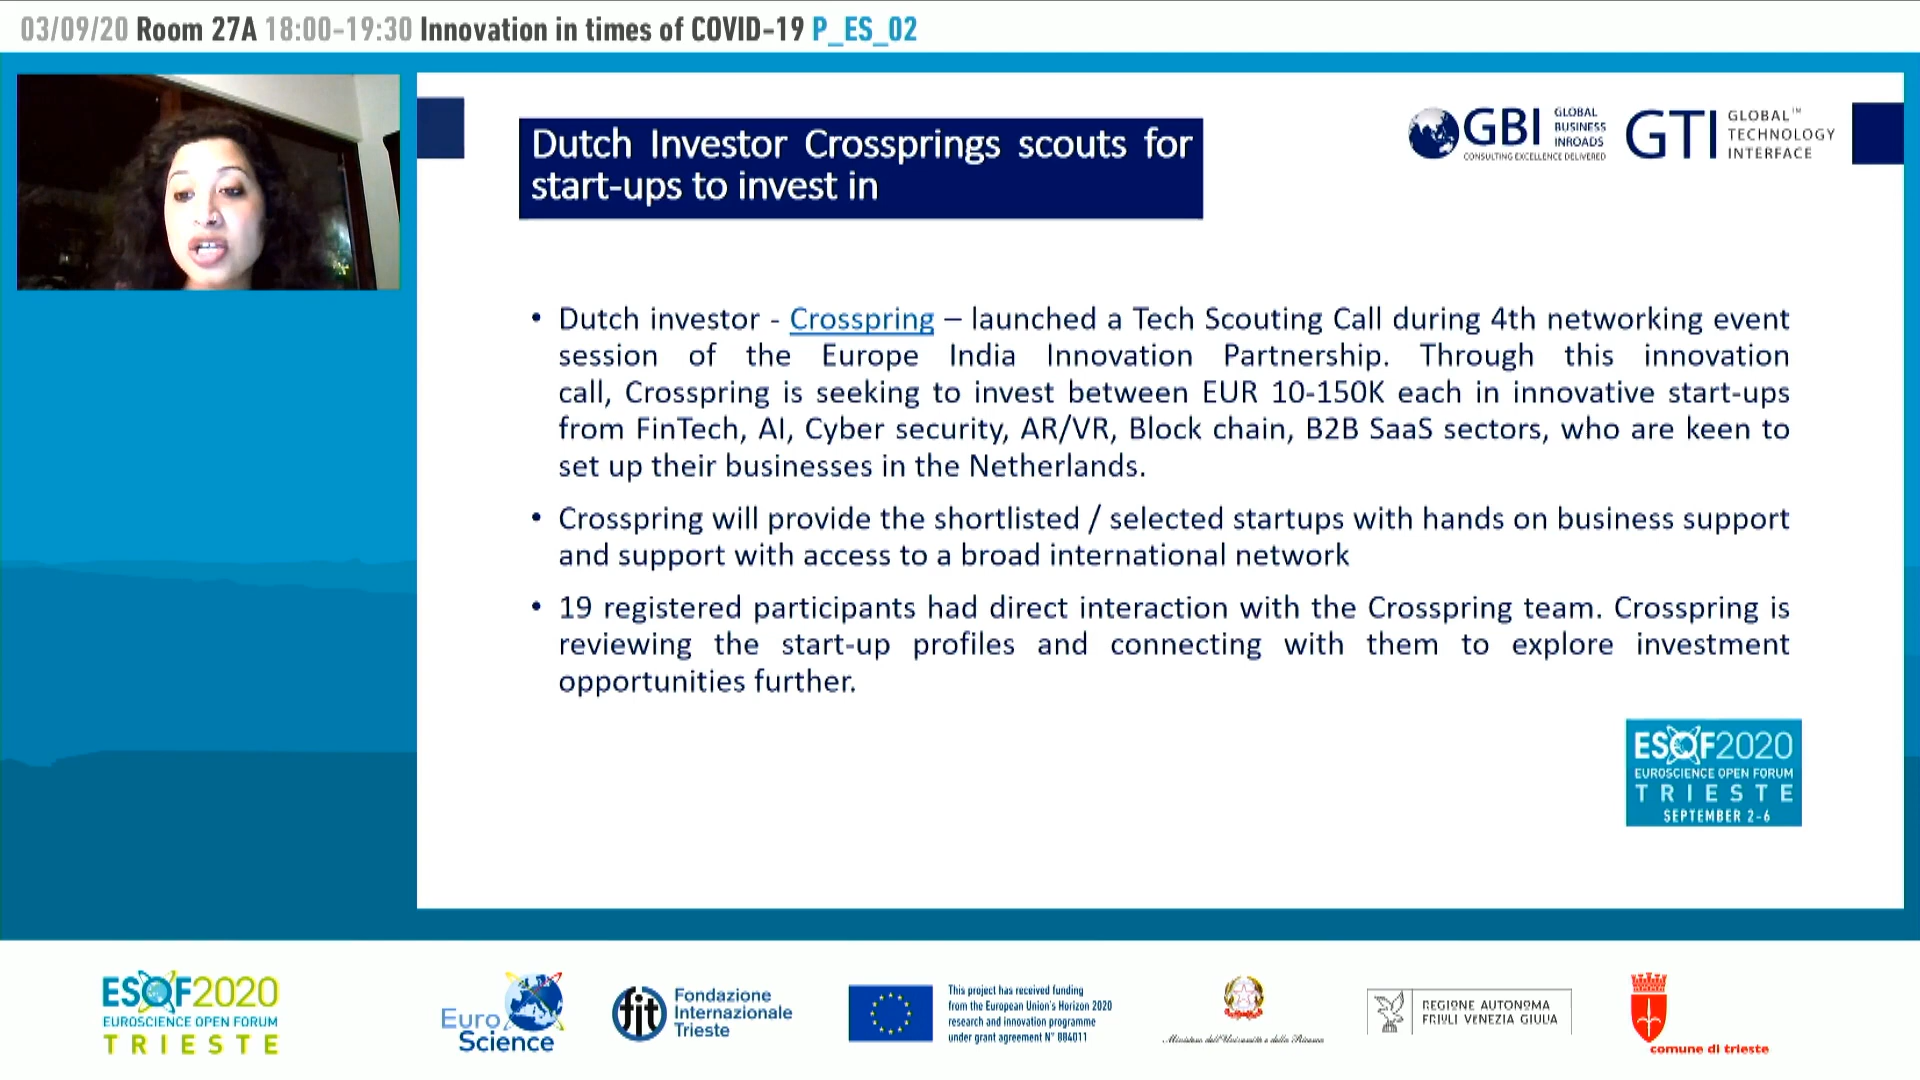 03/09/20 Room 27A 18:00-19:30 Innovation in times of COVID-19 P_ES_02
Dutch Investor Crossprings scouts for
start-ups to invest in
GBI GLOBAL BUSINESS INROADS
CONSULTING EXCELLENCE DELIVERED
GTI GLOBAL™ TECHNOLOGY INTERFACE
• Dutch investor - Crosspring – launched a Tech Scouting Call during 4th networking event
session of the Europe India Innovation Partnership. Through this innovation
call, Crosspring is seeking to invest between EUR 10-150K each in innovative start-ups
from FinTech, AI, Cyber security, AR/VR, Block chain, B2B SaaS sectors, who are keen to
set up their businesses in the Netherlands.
• Crosspring will provide the shortlisted / selected startups with hands on business support
and support with access to a broad international network
• 19 registered participants had direct interaction with the Crosspring team. Crosspring is
reviewing the start-up profiles and connecting with them to explore investment
opportunities further.
ESOF2020
EUROSCIENCE OPEN FORUM
TRIESTE
SEPTEMBER 2-6
ESOF2020
EUROSCIENCE OPEN FORUM
TRIESTE
Euro
Science
fit
Fondazione
Internazionale
Trieste
This project has received funding
from the European Union's Horizon 2020
research and innovation programme
under grant agreement N° 884011
Ministero dell'Università e della Ricerca
REGIONE AUTONOMA
FRIULI VENEZIA GIULIA
comune di trieste